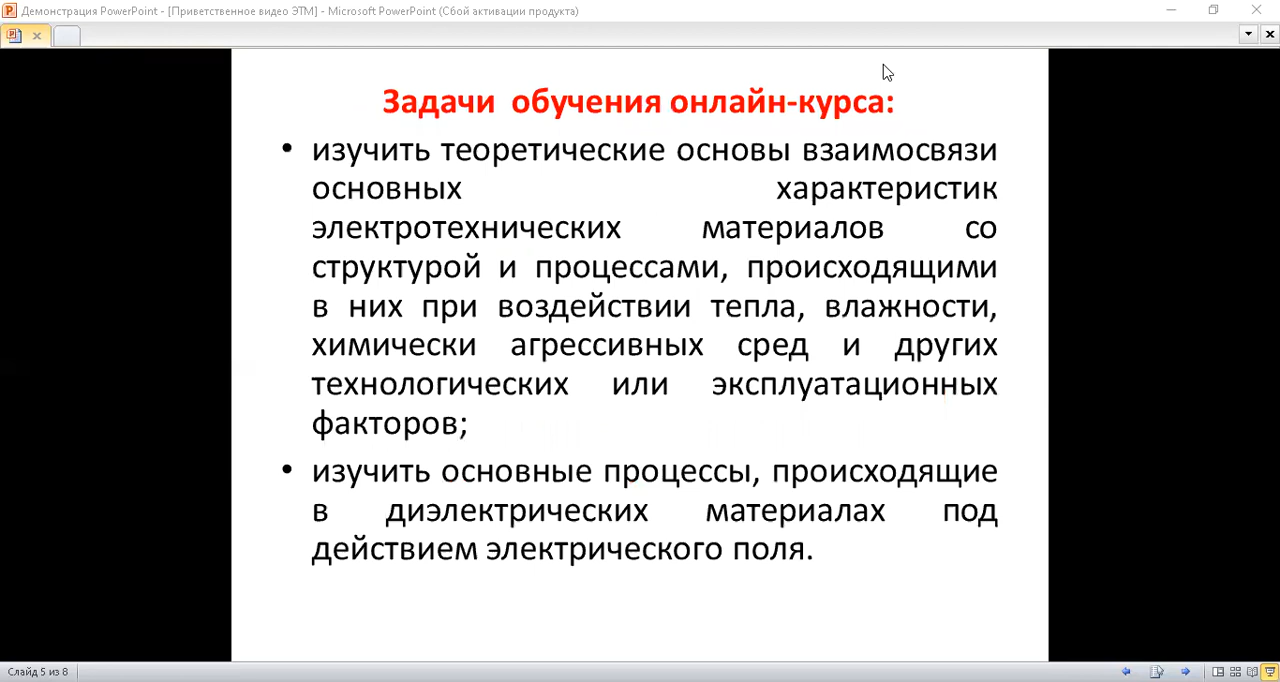 Демонстрация PowerPoint - [Приветственное видео ЭТМ] - Microsoft PowerPoint (Сбой активации продукта)
Задачи обучения онлайн-курса:
• изучить теоретические основы взаимосвязи
основных характеристик
электротехнических материалов со
структурой и процессами, происходящими
в них при воздействии тепла, влажности,
химически агрессивных сред и других
технологических или эксплуатационных
факторов;
• изучить основные процессы, происходящие
в диэлектрических материалах под
действием электрического поля.
Слайд 5 из 8